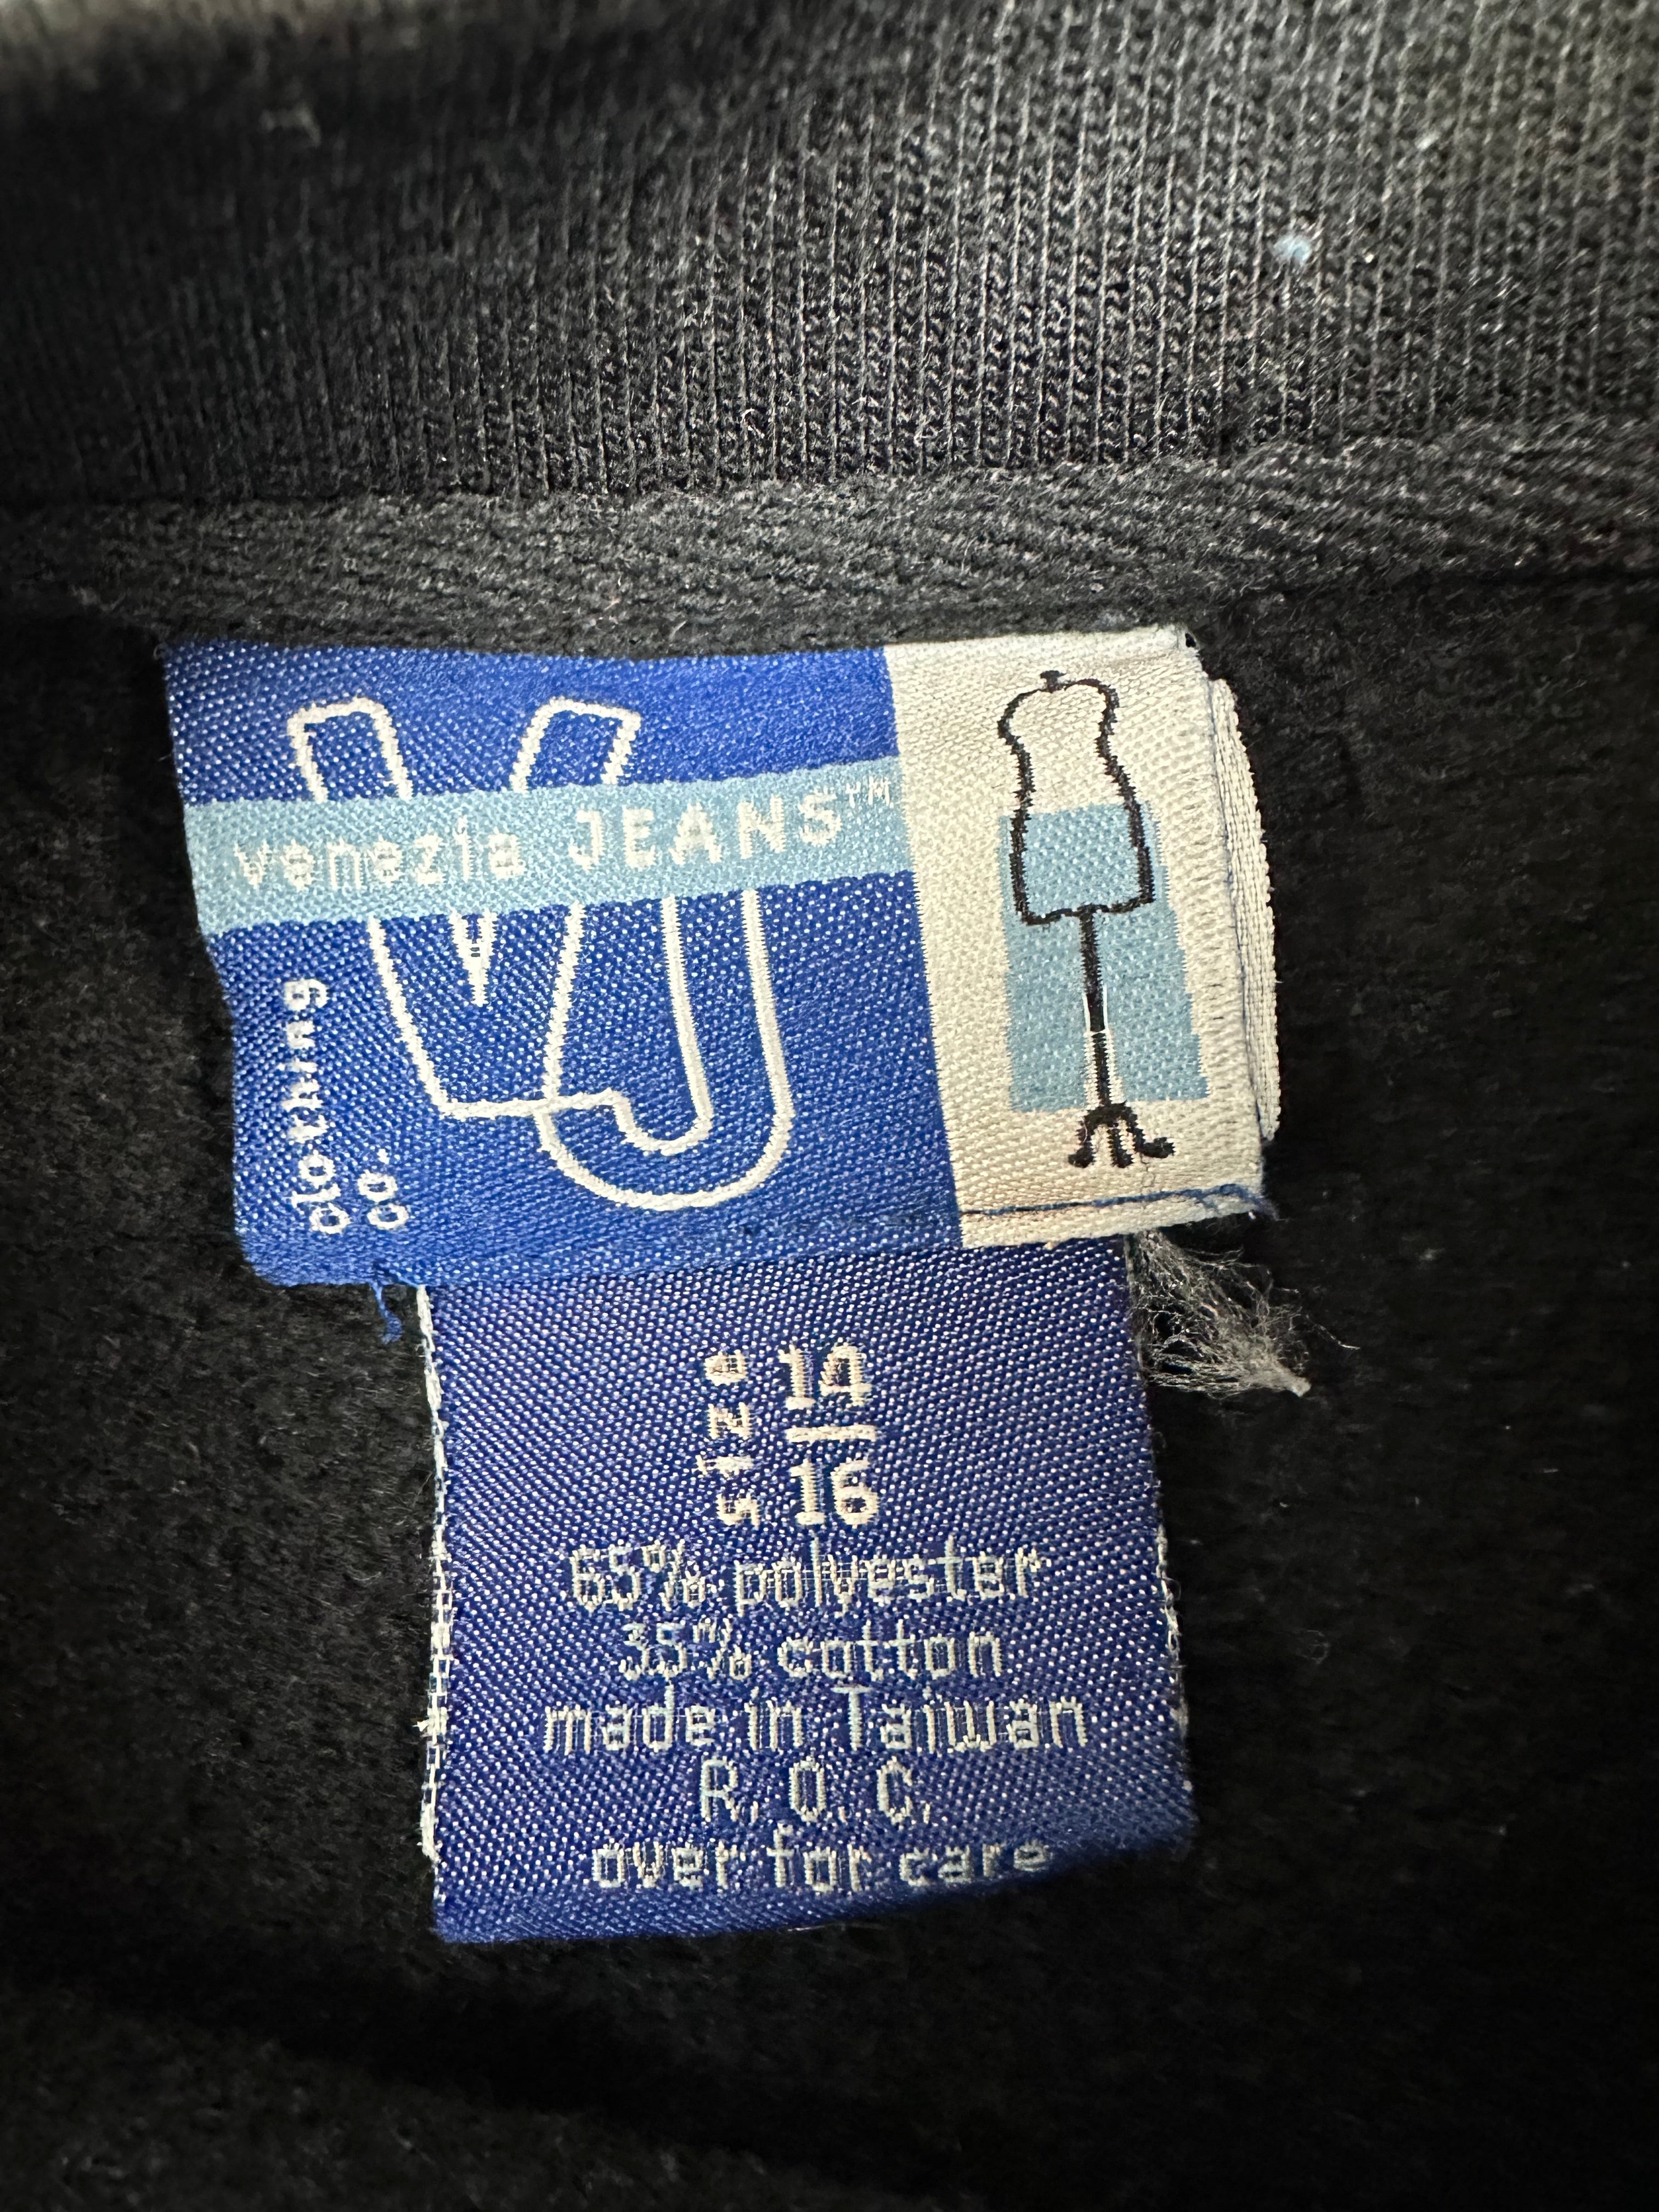 VJ
venezia JEANS™
clothing
co.
size 14
16
65% polyester
35% cotton
made in Taiwan
R.O.C.
over for care